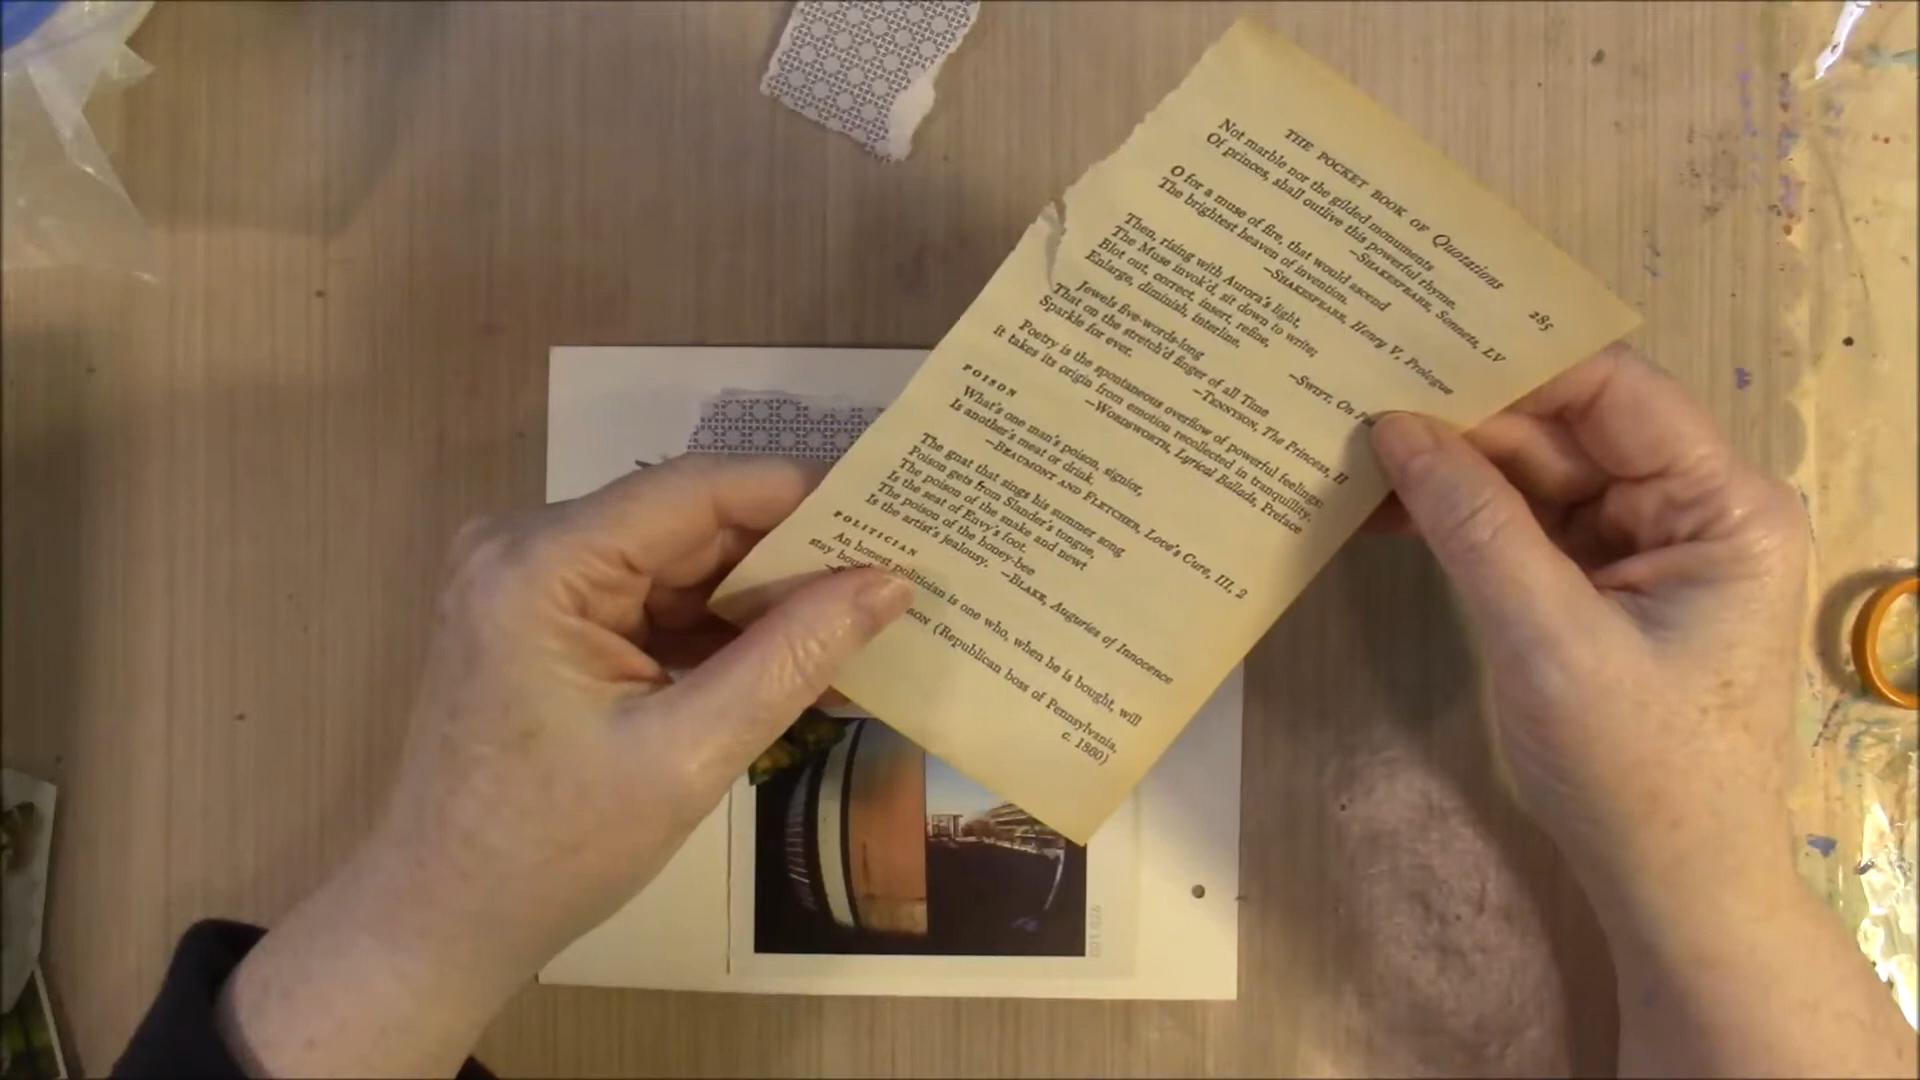 THE POCKET BOOK OF Quotations 285
Not marble nor the gilded monuments
Of princes, shall outlive this powerful rhyme.
—SHAKESPEARE, Sonnets, LV
O for a muse of fire, that would ascend
The brightest heaven of invention.
—SHAKESPEARE, Henry V, Prologue
Then, rising with Aurora's light,
The Muse invok'd, sit down to write;
Blot out, correct, insert, refine,
Enlarge, diminish, interline.
—SWIFT, On
Jewels five-words-long
That on the stretch'd finger of all Time
Sparkle for ever.
—TENNYSON, The Princess, II
Poetry is the spontaneous overflow of powerful feelings:
it takes its origin from emotion recollected in tranquillity.
—WORDSWORTH, Lyrical Ballads, Preface
POISON
What's one man's poison, signior,
Is another's meat or drink.
—BEAUMONT AND FLETCHER, Love's Cure, III, 2
The gnat that sings his summer song
Poison gets from Slander's tongue,
The poison of the snake and newt
Is the seat of Envy's foot.
The poison of the honey-bee
Is the artist's jealousy. —BLAKE, Auguries of Innocence
POLITICIAN
An honest politician is one who, when he is bought, will
stay
(Republican boss of Pennsylvania,
c. 1860)